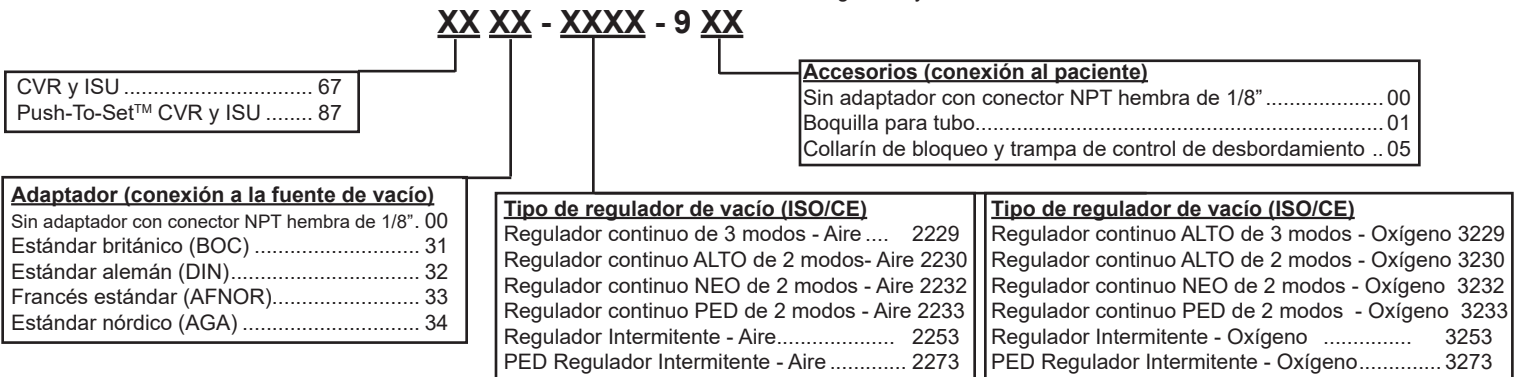 XX XX - XXXX - 9 XX
CVR y ISU ................................ 67
Push-To-Set™ CVR y ISU ........ 87
Accesorios (conexión al paciente)
Sin adaptador con conector NPT hembra de 1/8” .................... 00
Boquilla para tubo...................................................................... 01
Collarín de bloqueo y trampa de control de desbordamiento .. 05
Adaptador (conexión a la fuente de vacío)
Sin adaptador con conector NPT hembra de 1/8”. 00
Estándar británico (BOC) ............................ 31
Estándar alemán (DIN)................................ 32
Francés estándar (AFNOR)......................... 33
Estándar nórdico (AGA) .............................. 34
Tipo de regulador de vacío (ISO/CE)
Regulador continuo de 3 modos - Aire .... 2229
Regulador continuo ALTO de 2 modos- Aire 2230
Regulador continuo NEO de 2 modos - Aire 2232
Regulador continuo PED de 2 modos - Aire 2233
Regulador Intermitente - Aire.................... 2253
PED Regulador Intermitente - Aire ............. 2273
Tipo de regulador de vacío (ISO/CE)
Regulador continuo ALTO de 3 modos - Oxígeno 3229
Regulador continuo ALTO de 2 modos - Oxígeno 3230
Regulador continuo NEO de 2 modos - Oxígeno 3232
Regulador continuo PED de 2 modos - Oxígeno 3233
Regulador Intermitente - Oxígeno ............... 3253
PED Regulador Intermitente - Oxígeno.............. 3273